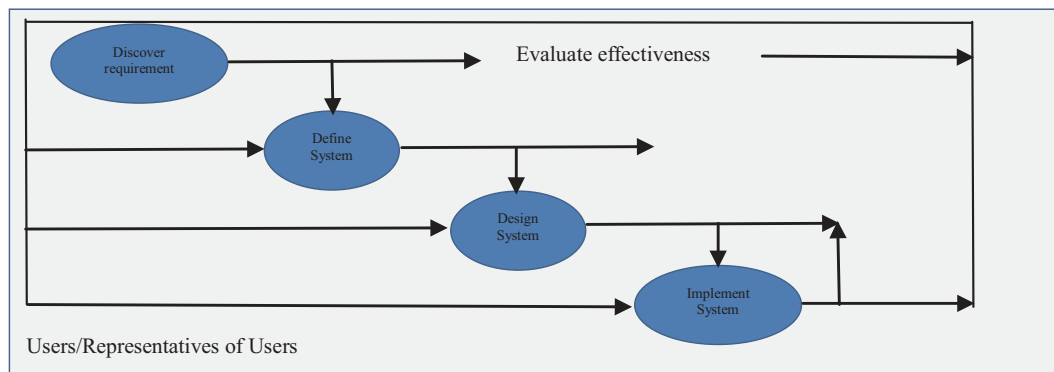 Discover
requirement
Evaluate effectiveness
Define
System
Design
System
Implement
System
Users/Representatives of Users